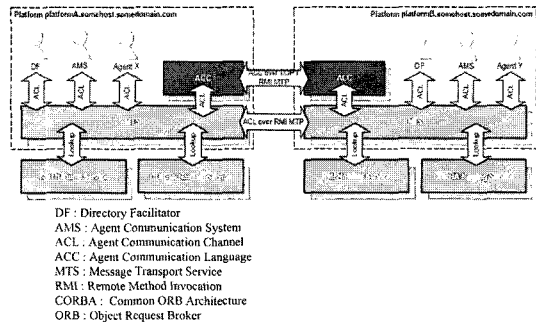 Platform platformA.somehost.somedomain.com
Platform platformB.somehost.somedomain.com
DF AMS Agent X
ACC
ACL over
RMI MTP
ACC
DF AMS Agent Y
ACL ACL ACL
ACL
ACL
ACL ACL ACL
ACL over RMI MTP
Lookup Lookup
Lookup Lookup
DF : Directory Facilitator
AMS : Agent Communication System
ACL : Agent Communication Channel
ACC : Agent Communication Language
MTS : Message Transport Service
RMI : Remote Method Invocation
CORBA : Common ORB Architecture
ORB : Object Request Broker